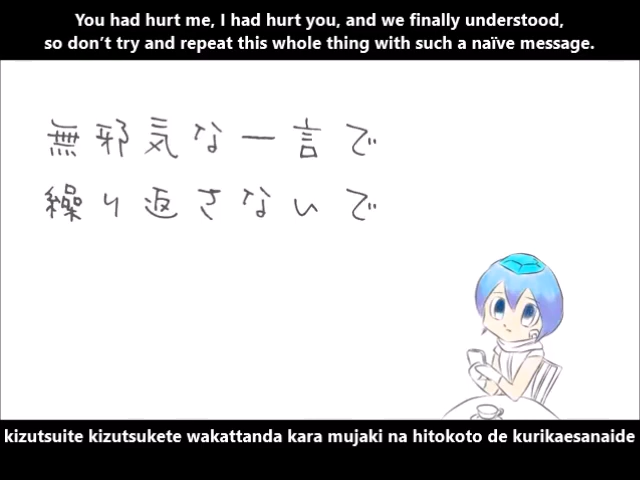 You had hurt me, I had hurt you, and we finally understood,
so don’t try and repeat this whole thing with such a naïve message.
無邪気な一言で
繰り返さないで
kizutsuite kizutsukete wakattanda kara mujaki na hitokoto de kurikaesanaide